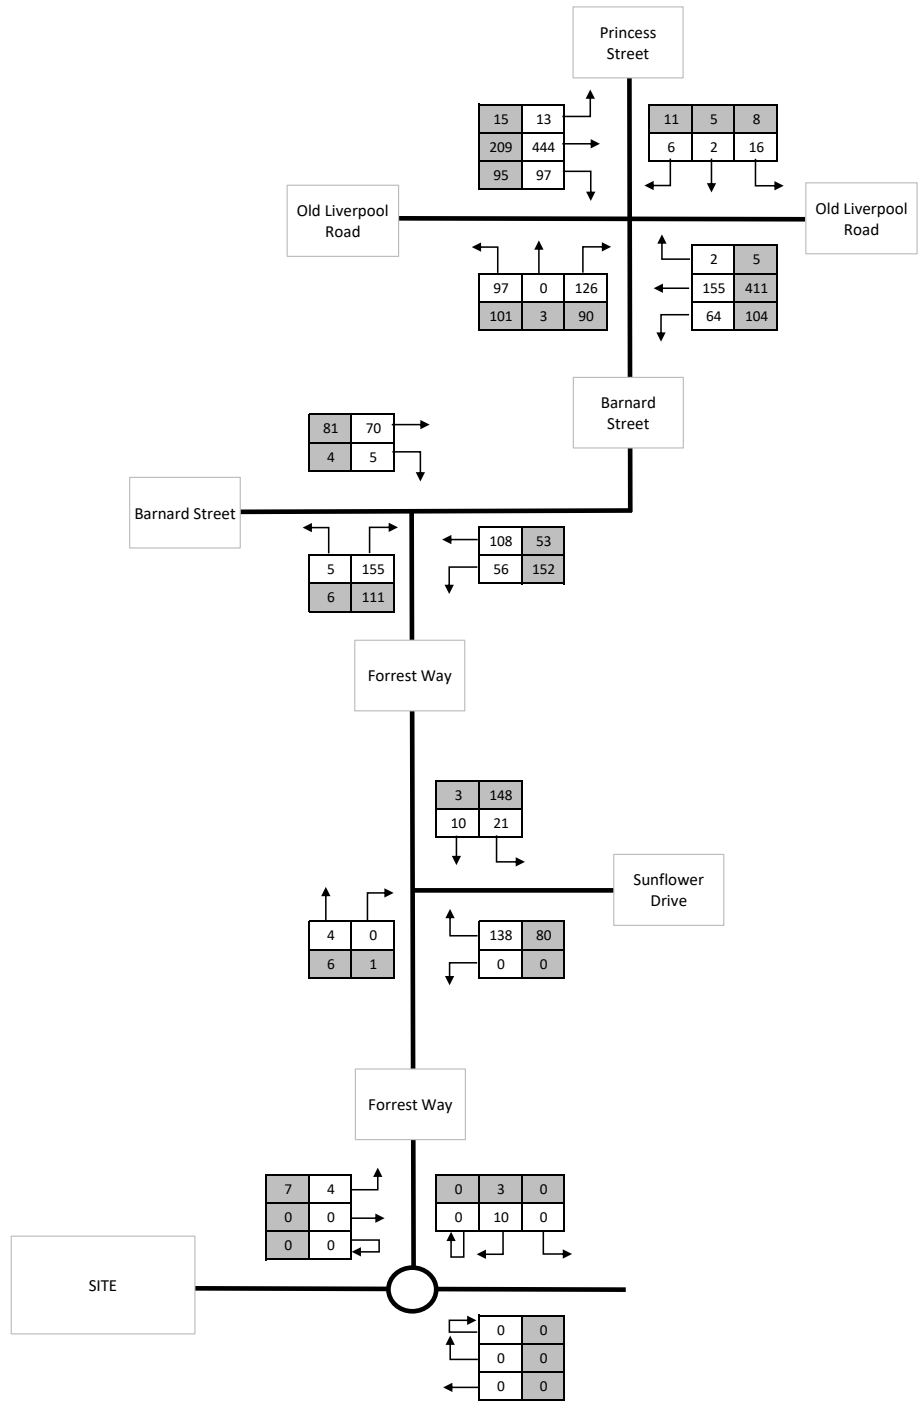 Princess
Street
15 13
209 444
95 97
11 5 8
6 2 16
Old Liverpool
Road
Old Liverpool
Road
97 0 126
101 3 90
2 5
155 411
64 104
Barnard
Street
81 70
4 5
Barnard Street
5 155
6 111
108 53
56 152
Forrest Way
3 148
10 21
Sunflower
Drive
4 0
6 1
138 80
0 0
Forrest Way
7 4
0 0
0 0
0 3 0
0 10 0
SITE
0 0
0 0
0 0